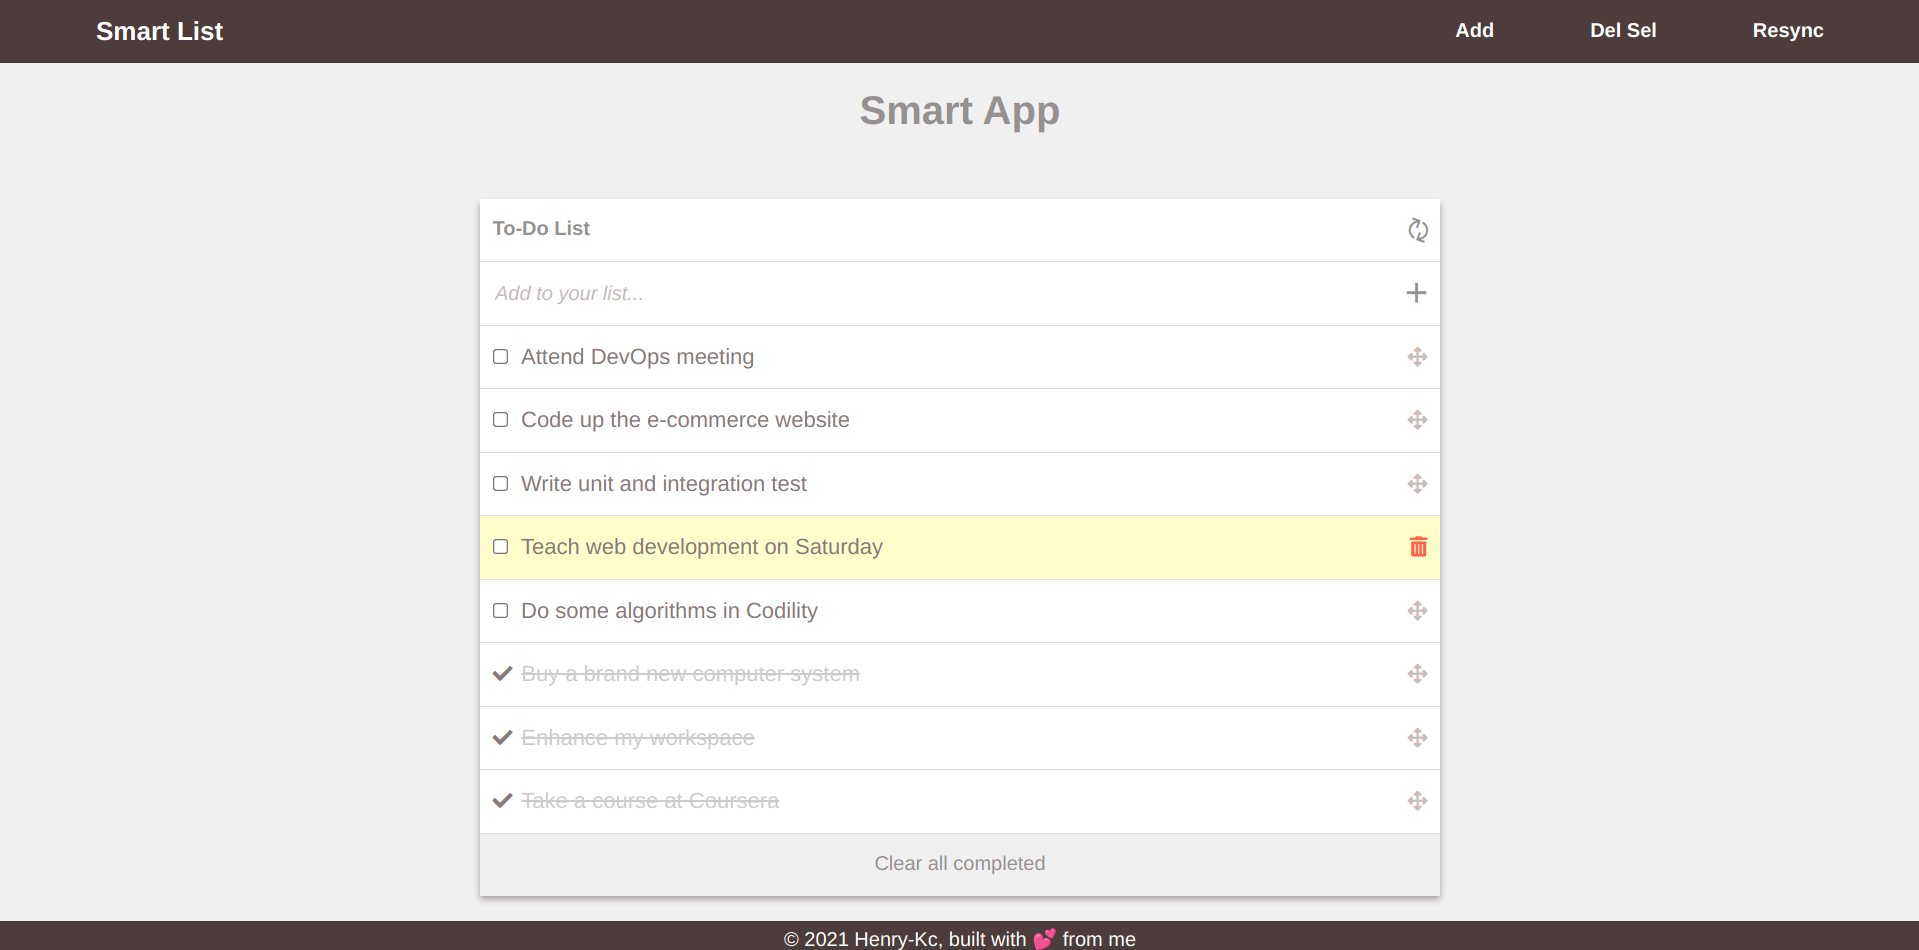 Smart List
Add
Del Sel
Resync
Smart App
To-Do List
Add to your list...
Attend DevOps meeting
Code up the e-commerce website
Write unit and integration test
Teach web development on Saturday
Do some algorithms in Codility
Buy a brand new computer system
Enhance my workspace
Take a course at Coursera
Clear all completed
© 2021 Henry-Kc, built with 💕 from me